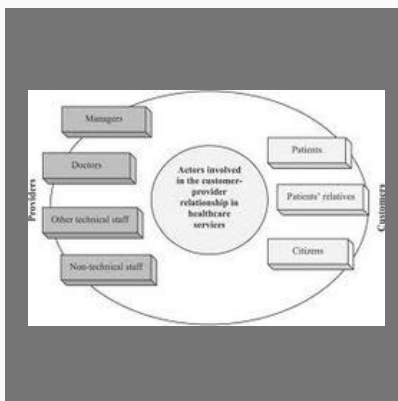 Managers
Doctors
Other technical staff
Non-technical staff
Providers
Actors involved
in the customer-
provider
relationship in
healthcare
services
Patients
Patients' relatives
Citizens
Customers